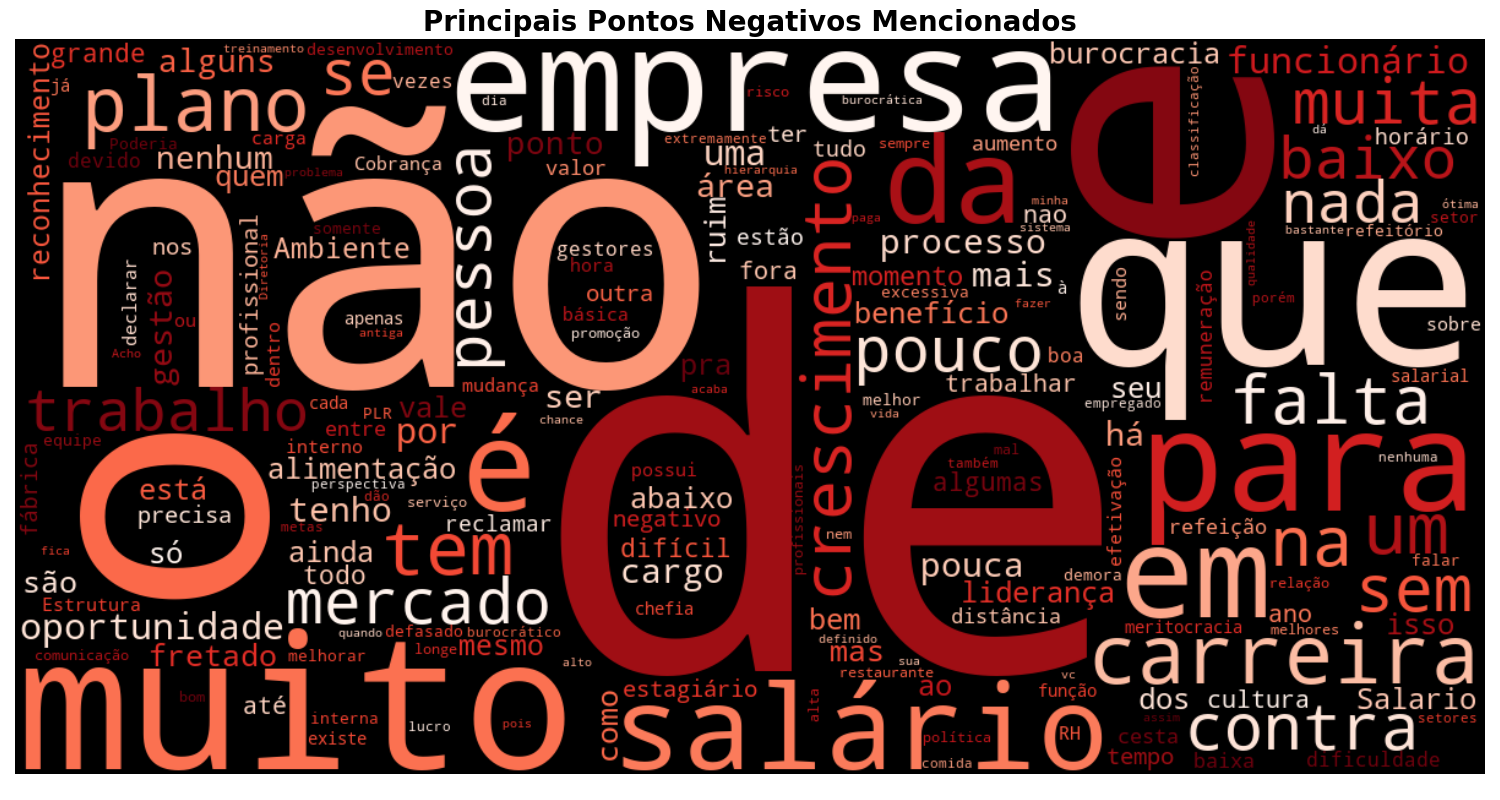 Principais Pontos Negativos Mencionados
grande
alguns
treinamento
desenvolvimento
se
vezes
empresa
burocracia
funcionário
reconhecimento
já
plano
dia
risco
burocrática
classificação
muita
dá
horário
Poderia
carga
ponto
extremamente
ter
devido
nenhum
Cobrança
uma
tudo
sempre
aumento
baixo
quem
problema
valor
hierarquia
área
da
e
não
pessoa
ruim
minha
nao
sistema
nada
ótima
setor
bastante
refeitório
somente
paga
nos
Ambiente
gestores
estão
processo
que
profissional
Diretoria
hora
fora
momento
mais
à
sendo
qualidade
declarar
gestão
ou
outra
excessiva
fazer
porém
apenas
básica
benefício
remuneração
sobre
antiga
promoção
crescimento
Acho
dentro
pouco
boa
pra
salarial
mudança
acaba
trabalhar
seu
trabalho
cada
PLR
vale
ser
melhor
vida
empregado
falta
chance
de
equipe
entre
por
é
há
para
interno
o
alimentação
possui
também
mal
nenhuma
fábrica
está
perspectiva
abaixo
algumas
precisa
dão
serviço
tenho
reclamar
negativo
profissionais
efetivação
refeição
um
metas
nem
na
só
fica
ainda
tem
difícil
falar
todo
cargo
pouca
demora
em
são
relação
sem
mercado
liderança
Estrutura
chefia
distância
ano
oportunidade
quando
defasado
burocrático
bem
meritocracia
melhores
isso
definido
comunicação
fretado
melhorar
longe
mesmo
mas
sua
carreira
alto
restaurante
vc
muito
bom
como
estagiário
ao
função
dos
cultura
Salario
até
interna
lucro
pois
salário
alta
RH
assim
contra
setores
existe
política
cesta
comida
tempo
baixa
dificuldade